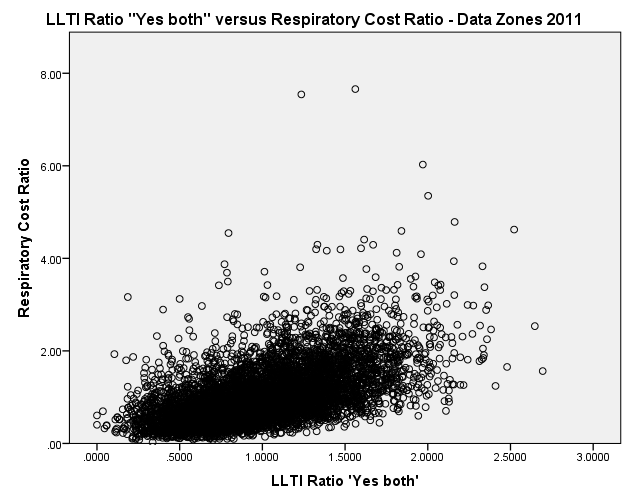 LLTI Ratio "Yes both" versus Respiratory Cost Ratio - Data Zones 2011
8.00
6.00
4.00
2.00
.00
Respiratory Cost Ratio
.0000 .5000 1.0000 1.5000 2.0000 2.5000 3.0000
LLTI Ratio 'Yes both'